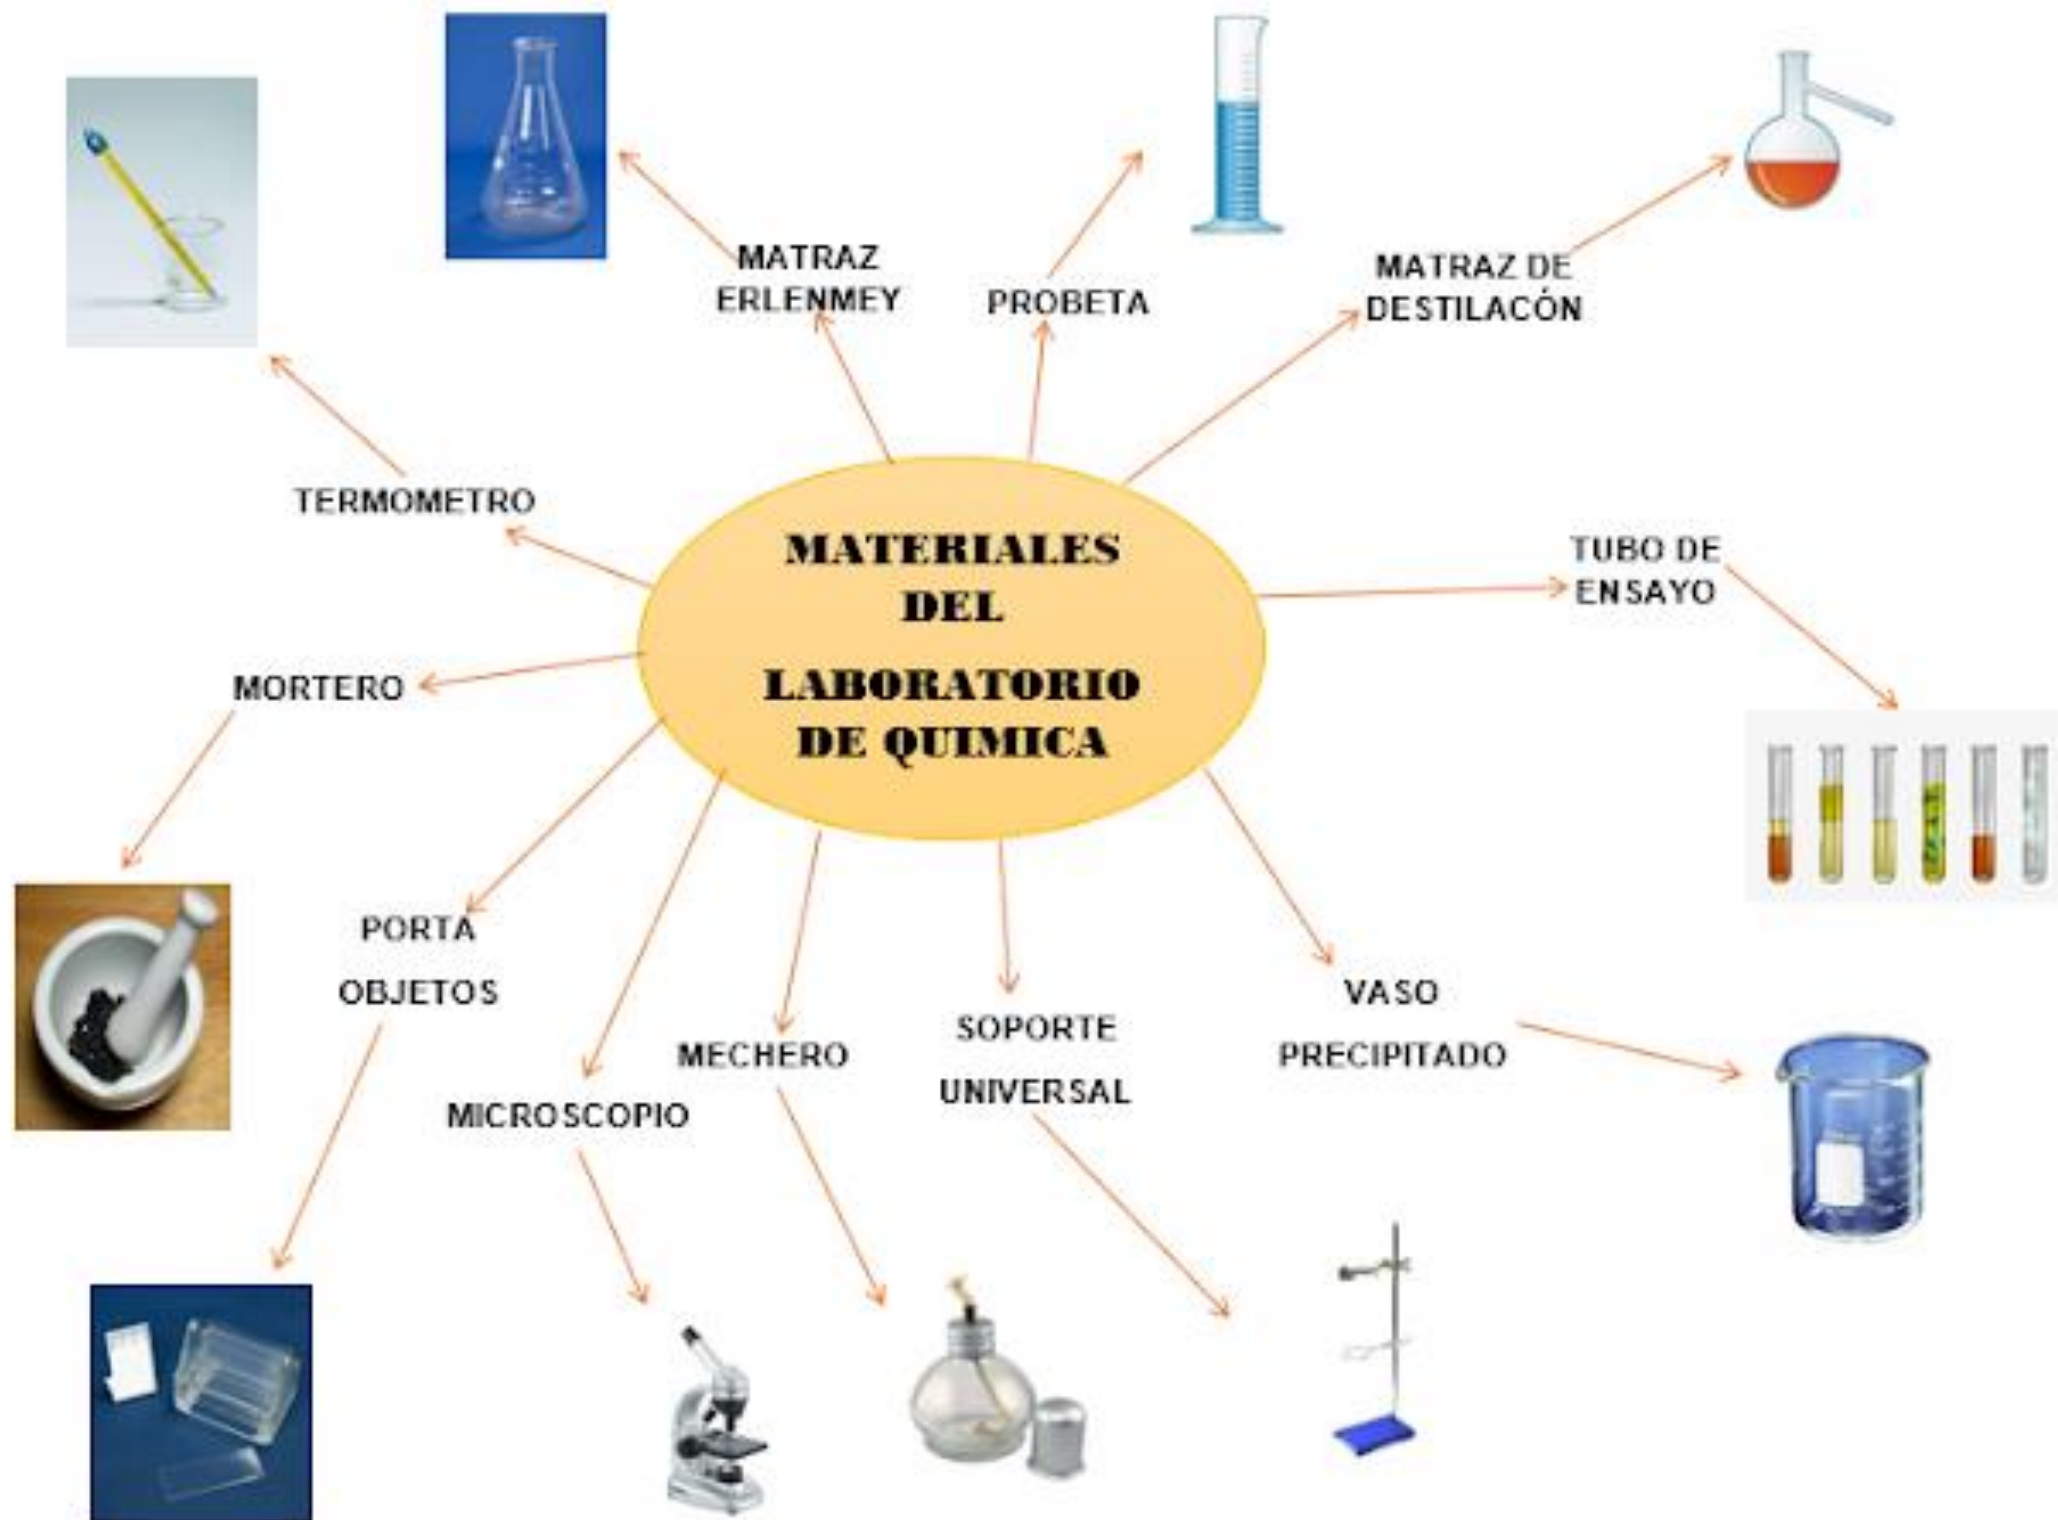 MATRAZ
ERLENMEY
PROBETA
MATRAZ DE
DESTILACÓN
TERMOMETRO
MATERIALES
DEL
LABORATORIO
DE QUIMICA
TUBO DE
ENSAYO
MORTERO
PORTA
OBJETOS
MICROSCOPIO
MECHERO
SOPORTE
UNIVERSAL
VASO
PRECIPITADO